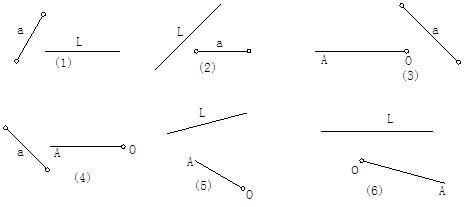 a L (1)
L a (2)
A O a (3)
a A O (4)
L A O (5)
L O A (6)